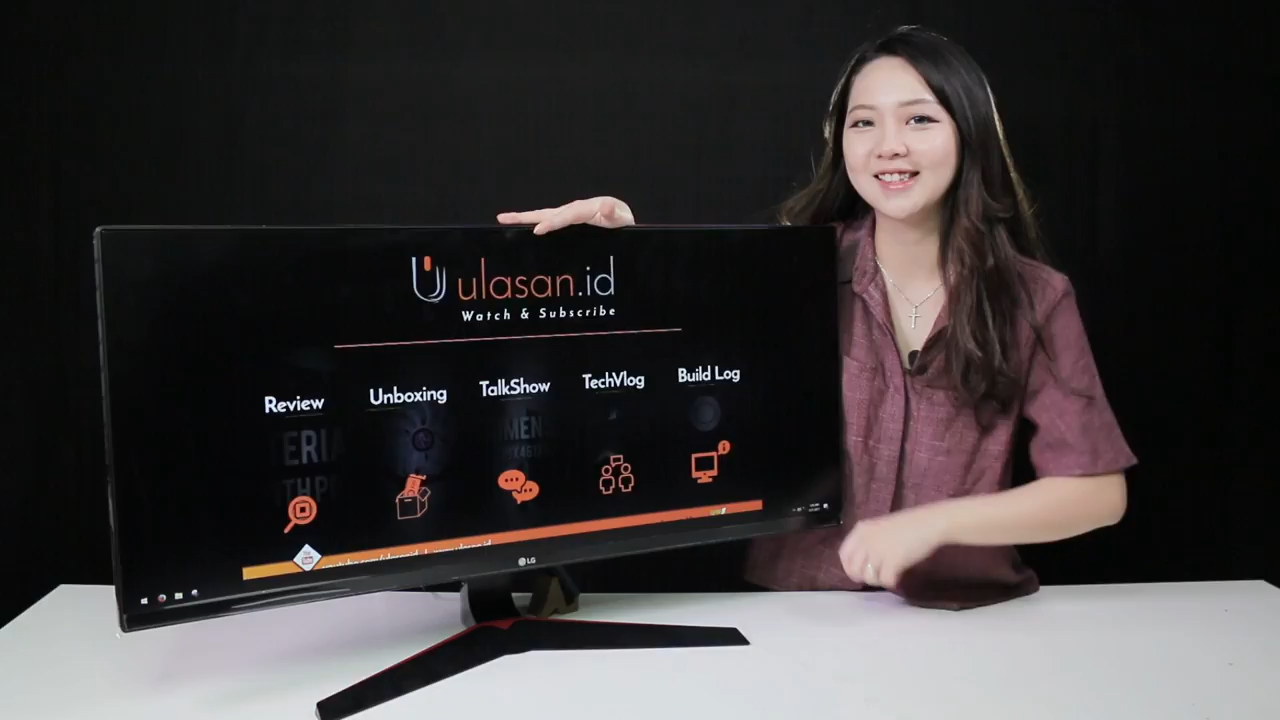 ulasan.id
Watch & Subscribe
Review
Unboxing
TalkShow
TechVlog
Build Log
LG